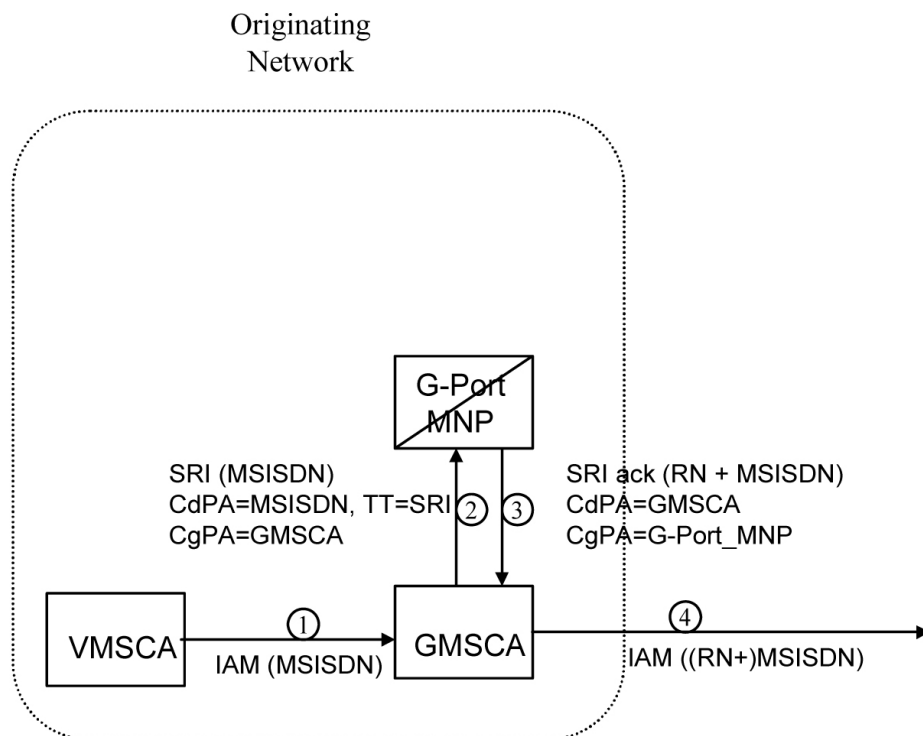 Originating
Network
G-Port
MNP
SRI (MSISDN)
CdPA=MSISDN, TT=SRI
CgPA=GMSCA
2
3
SRI ack (RN + MSISDN)
CdPA=GMSCA
CgPA=G-Port_MNP
VMSCA
1
IAM (MSISDN)
GMSCA
4
IAM ((RN+)MSISDN)